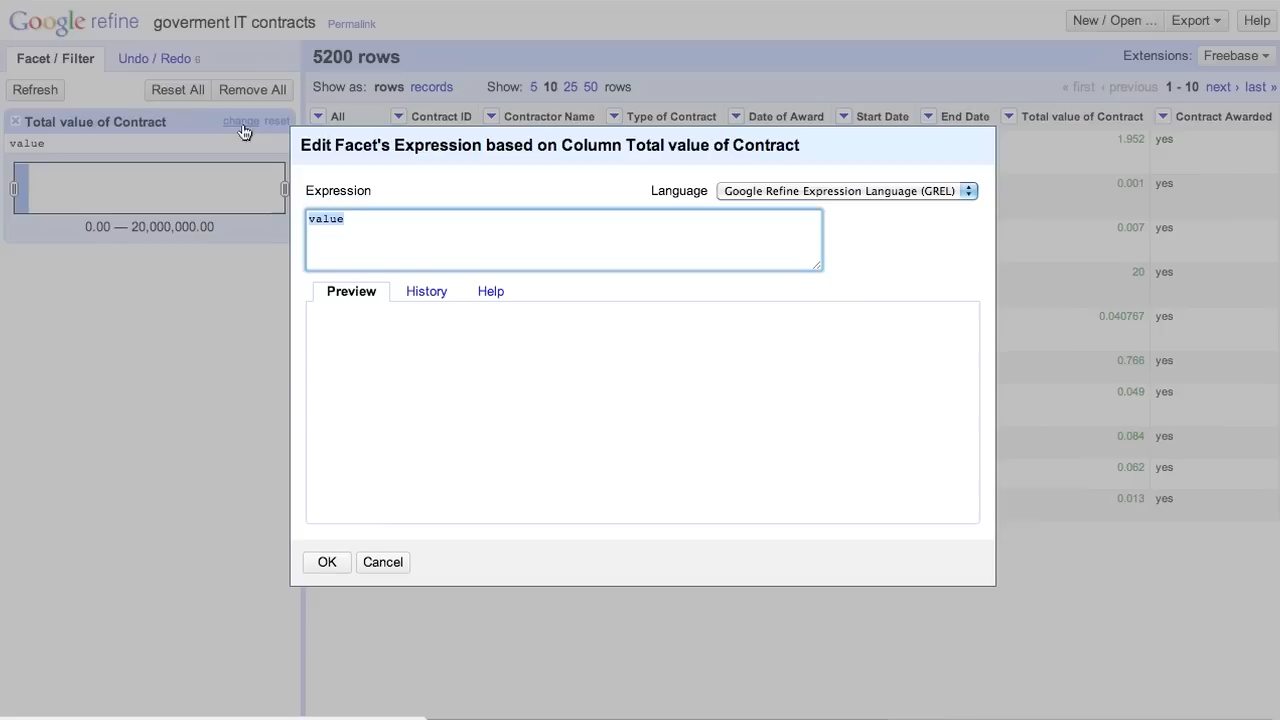 Google refine goverment IT contracts Permalink New / Open ... Export Help
Facet / Filter Undo / Redo 6 5200 rows Extensions: Freebase
Refresh Reset All Remove All Show as: rows records Show: 5 10 25 50 rows « first ‹ previous 1 - 10 next › last »
Total value of Contract change reset
value
0.00 — 20,000,000.00
All Contract ID Contractor Name Type of Contract Date of Award Start Date End Date Total value of Contract Contract Awarded
1.952 yes
0.001 yes
0.007 yes
20 yes
0.040767 yes
0.766 yes
0.049 yes
0.084 yes
0.062 yes
0.013 yes
Edit Facet's Expression based on Column Total value of Contract
Expression Language Google Refine Expression Language (GREL)
value
Preview History Help
OK Cancel